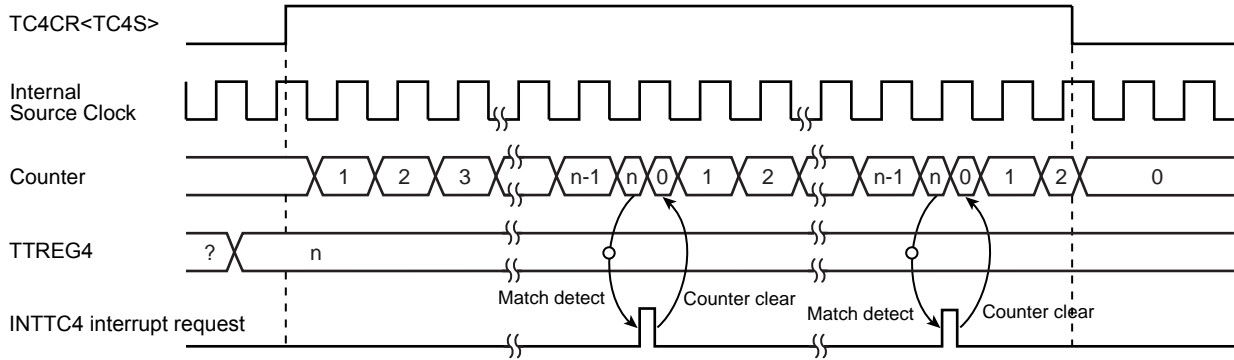 TC4CR<TC4S>
Internal
Source Clock
Counter 1 2 3 n-1 n 0 1 2 n-1 n 0 1 2 0
TTREG4 ? n
Match detect Counter clear Match detect Counter clear
INTTC4 interrupt request